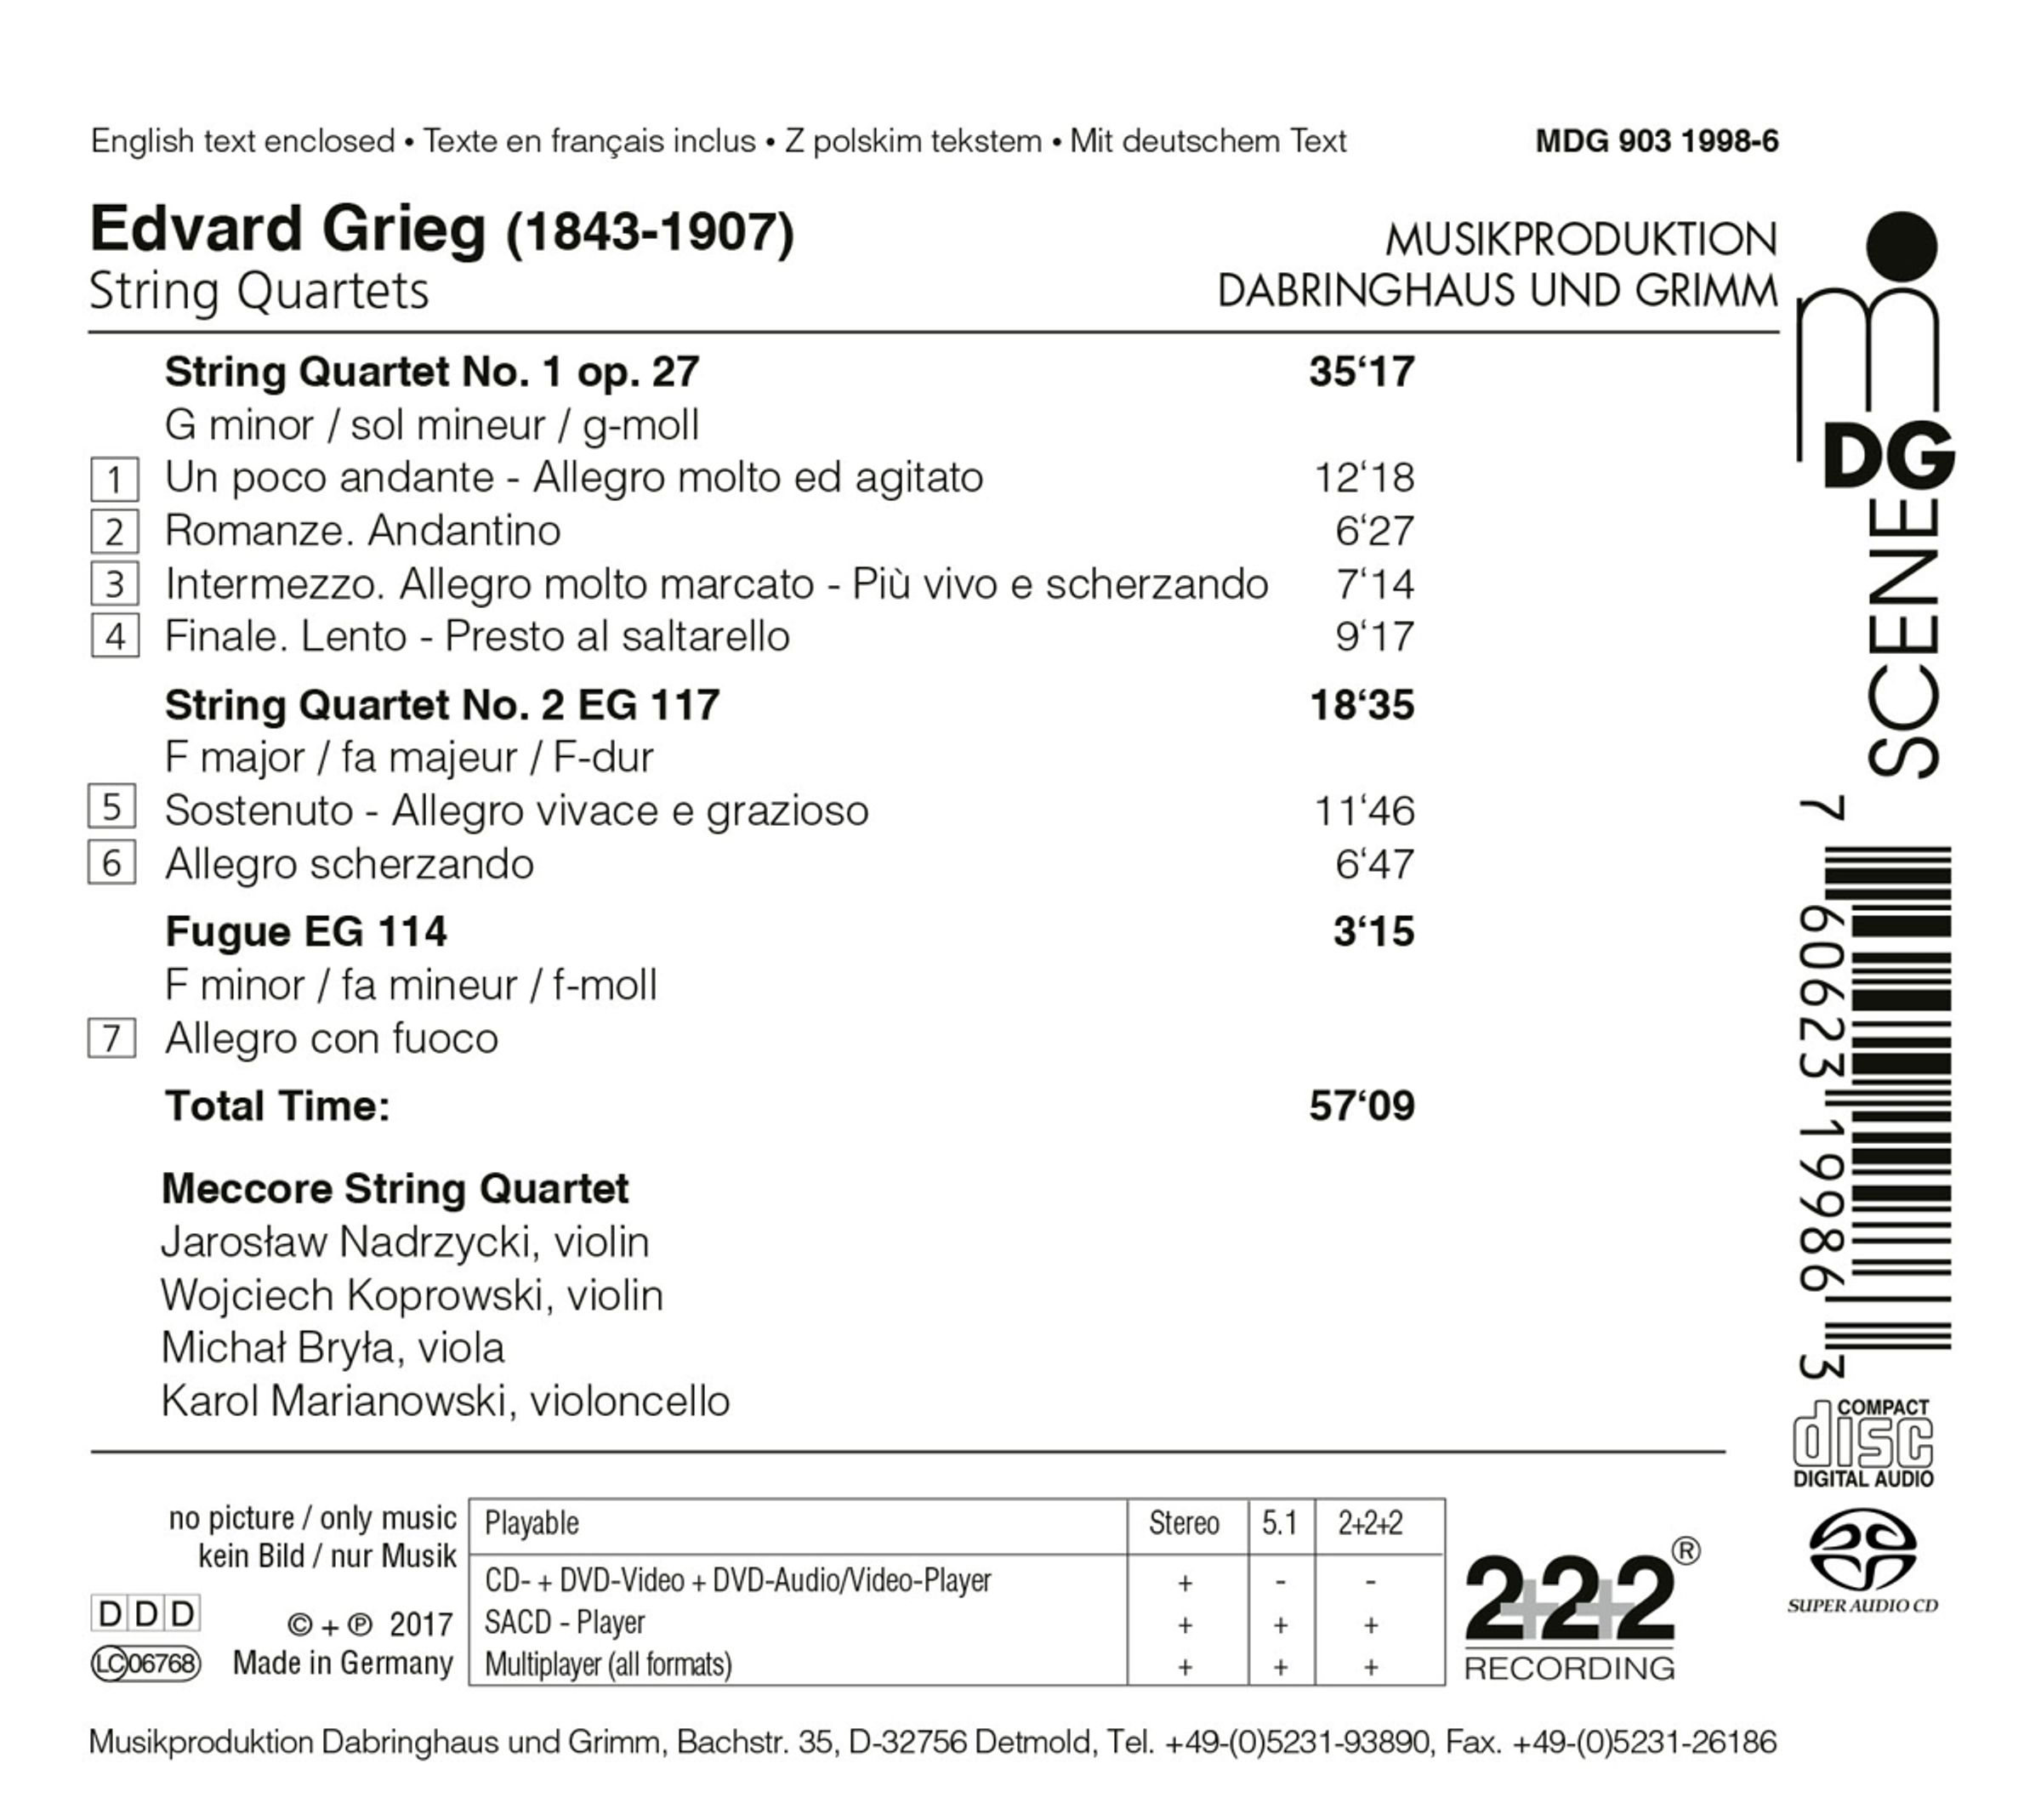 English text enclosed • Texte en français inclus • Z polskim tekstem • Mit deutschem Text MDG 903 1998-6
Edvard Grieg (1843-1907)
String Quartets
MUSIKPRODUKTION
DABRINGHAUS UND GRIMM
String Quartet No. 1 op. 27 35‘17
G minor / sol mineur / g-moll
1 Un poco andante - Allegro molto ed agitato 12‘18
2 Romanze. Andantino 6‘27
3 Intermezzo. Allegro molto marcato - Più vivo e scherzando 7‘14
4 Finale. Lento - Presto al saltarello 9‘17
String Quartet No. 2 EG 117 18‘35
F major / fa majeur / F-dur
5 Sostenuto - Allegro vivace e grazioso 11‘46
6 Allegro scherzando 6‘47
Fugue EG 114 3‘15
F minor / fa mineur / f-moll
7 Allegro con fuoco
Total Time: 57‘09
Meccore String Quartet
Jarosław Nadrzycki, violin
Wojciech Koprowski, violin
Michał Bryła, viola
Karol Marianowski, violoncello
mDG
SCENE
7 60623 19986 3
COMPACT
disc
DIGITAL AUDIO
SUPER AUDIO CD
no picture / only music
kein Bild / nur Musik
DDD
© + ℗ 2017
LC 06768 Made in Germany
Playable Stereo 5.1 2+2+2
CD- + DVD-Video + DVD-Audio/Video-Player + - -
SACD - Player + + +
Multiplayer (all formats) + + +
2+2+2®
RECORDING
Musikproduktion Dabringhaus und Grimm, Bachstr. 35, D-32756 Detmold, Tel. +49-(0)5231-93890, Fax. +49-(0)5231-26186